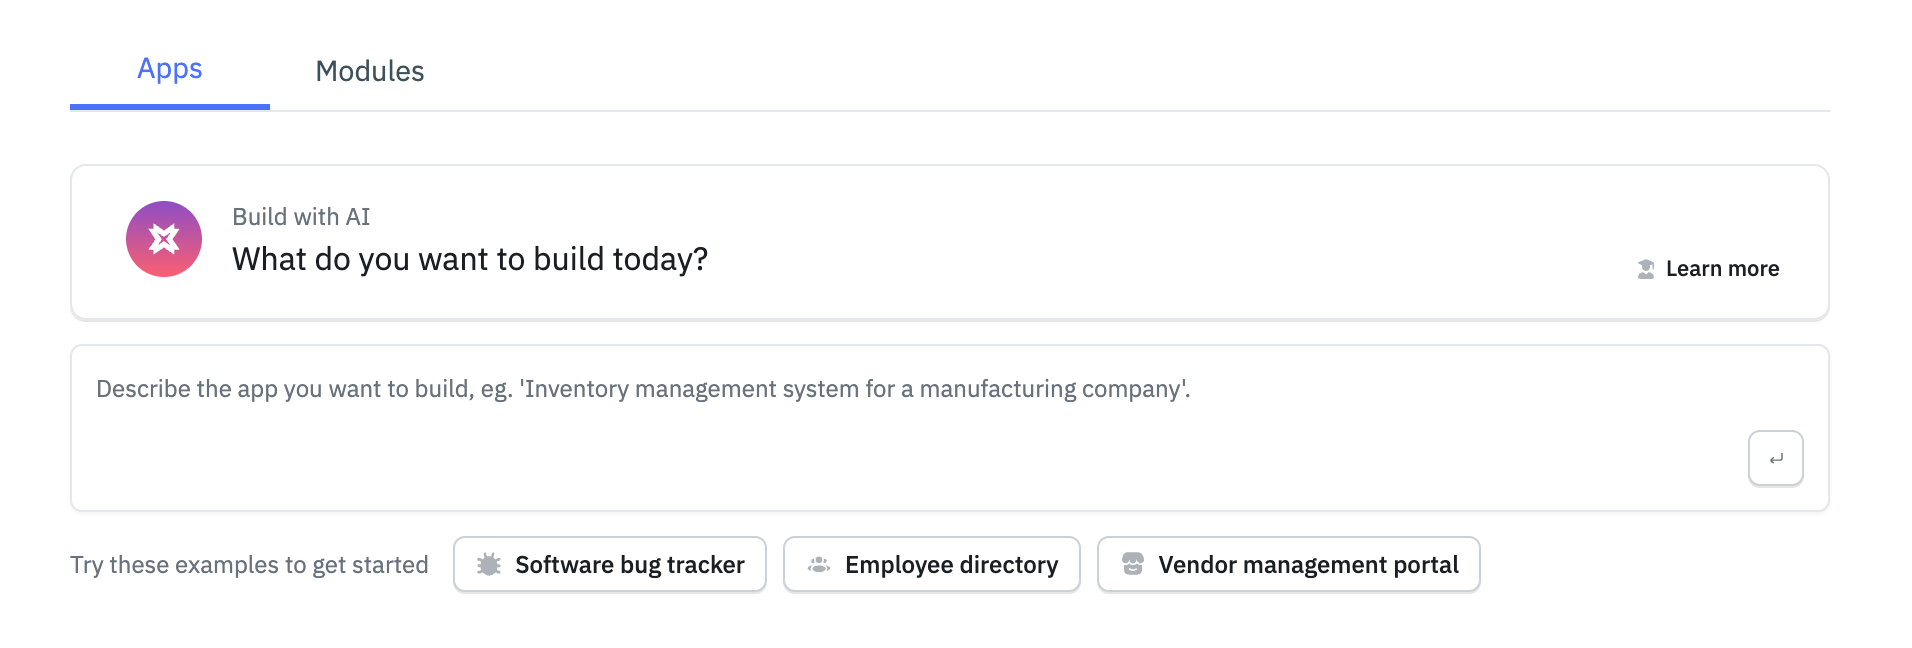 Apps
Modules
Build with AI
What do you want to build today?
Learn more
Describe the app you want to build, eg. 'Inventory management system for a manufacturing company'.
Try these examples to get started
Software bug tracker
Employee directory
Vendor management portal